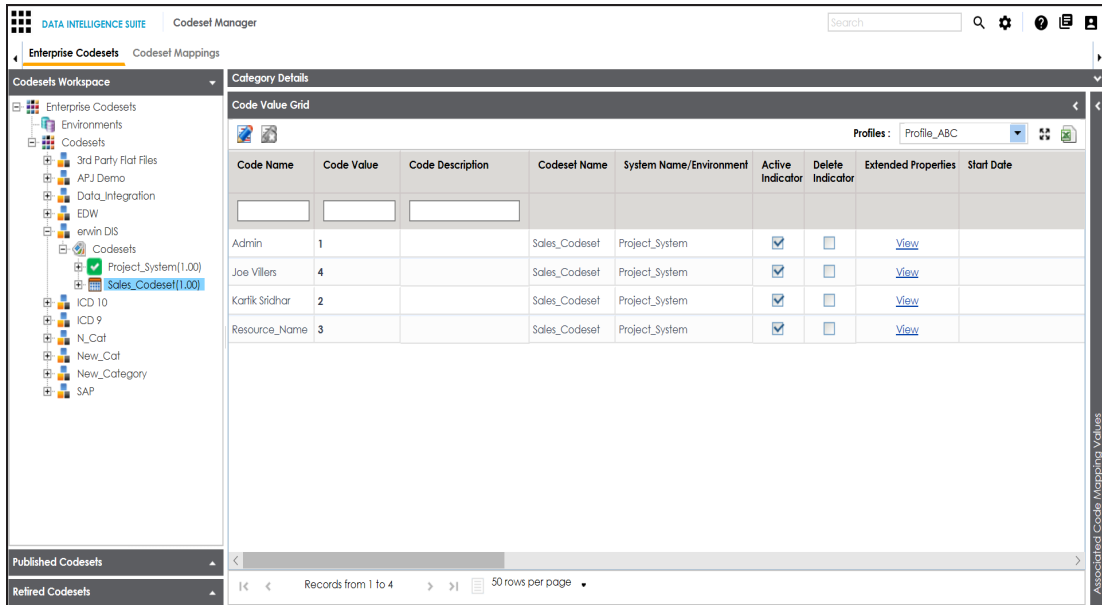 DATA INTELLIGENCE SUITE Codeset Manager Search
Enterprise Codesets Codeset Mappings
Codesets Workspace
Enterprise Codesets
Environments
Codesets
3rd Party Flat Files
APJ Demo
Data_Integration
EDW
erwin DIS
Codesets
Project_System(1.00)
Sales_Codeset(1.00)
ICD 10
ICD 9
N_Cat
New_Cat
New_Category
SAP
Published Codesets
Retired Codesets
Category Details
Code Value Grid
Profiles : Profile_ABC
Code Name Code Value Code Description Codeset Name System Name/Environment Active Indicator Delete Indicator Extended Properties Start Date
Admin 1 Sales_Codeset Project_System View
Joe Villers 4 Sales_Codeset Project_System View
Kartik Sridhar 2 Sales_Codeset Project_System View
Resource_Name 3 Sales_Codeset Project_System View
Records from 1 to 4 50 rows per page
Associated Code Mapping Values